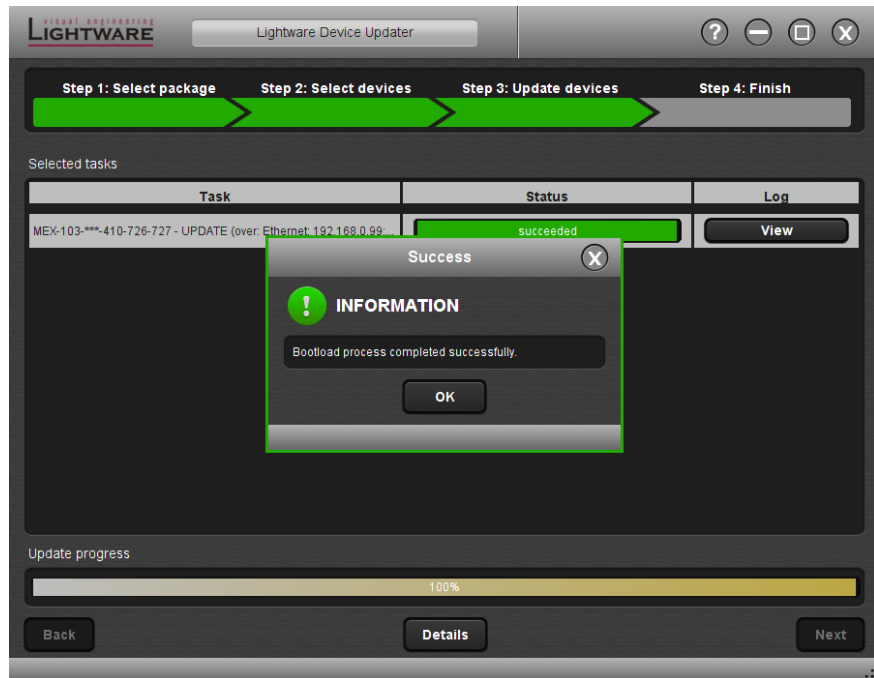 visual engineering
LIGHTWARE
Lightware Device Updater
?
X
Step 1: Select package
Step 2: Select devices
Step 3: Update devices
Step 4: Finish
Selected tasks
Task
Status
Log
MEX-103-***-410-726-727 - UPDATE (over: Ethernet: 192.168.0.99:...
succeeded
View
Success
X
!
INFORMATION
Bootload process completed successfully.
OK
Update progress
100%
Back
Details
Next